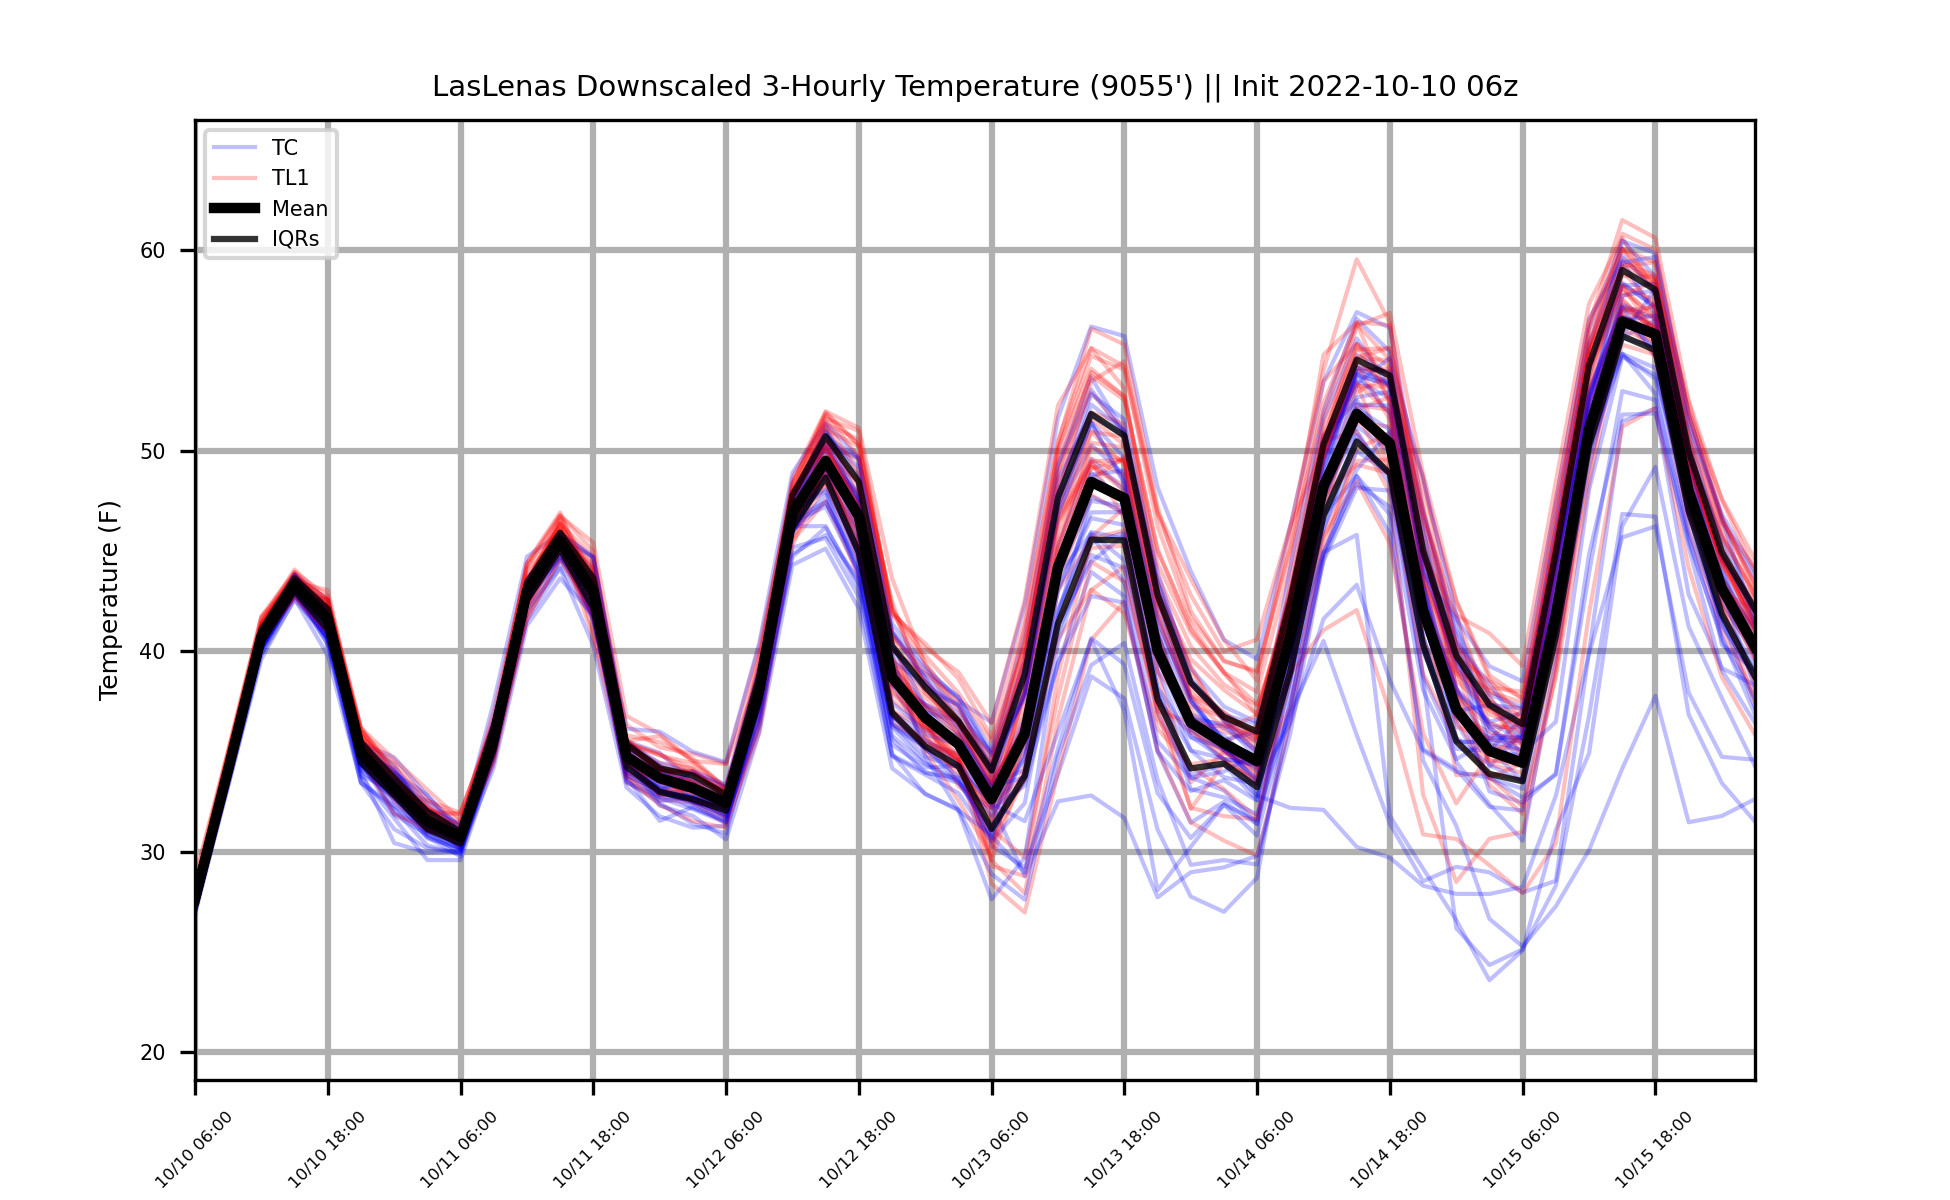 LasLenas Downscaled 3-Hourly Temperature (9055') || Init 2022-10-10 06z
TC
TL1
Mean
IQRs
Temperature (F)
60
50
40
30
20
10/10 06:00
10/10 18:00
10/11 06:00
10/11 18:00
10/12 06:00
10/12 18:00
10/13 06:00
10/13 18:00
10/14 06:00
10/14 18:00
10/15 06:00
10/15 18:00